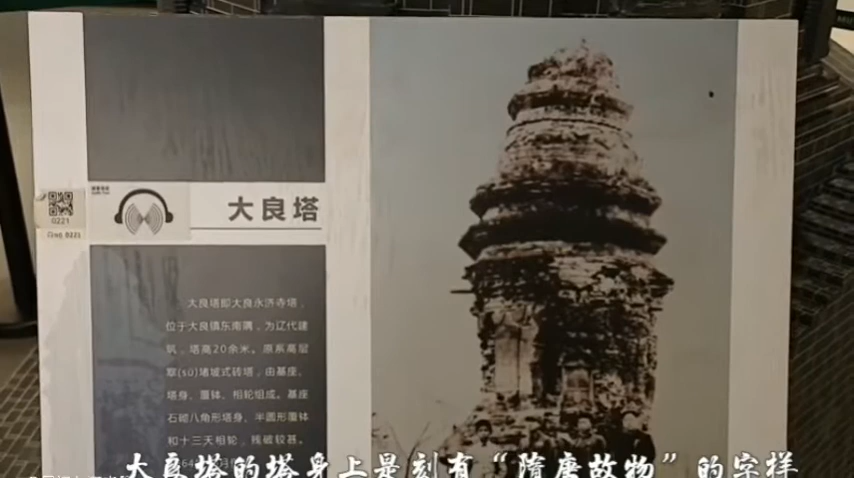 0221
大良塔
大良塔即大良永济寺塔，
位于大良镇东南隅，为辽代建
筑，塔高20余米。原系高层
窣(sū)堵坡式砖塔，由基座、
塔身、覆钵、相轮组成。基座
石砌八角形塔身、半圆形覆钵
和十三天相轮，残破较甚。
大良塔的塔身上是刻有“隋唐故物”的字样